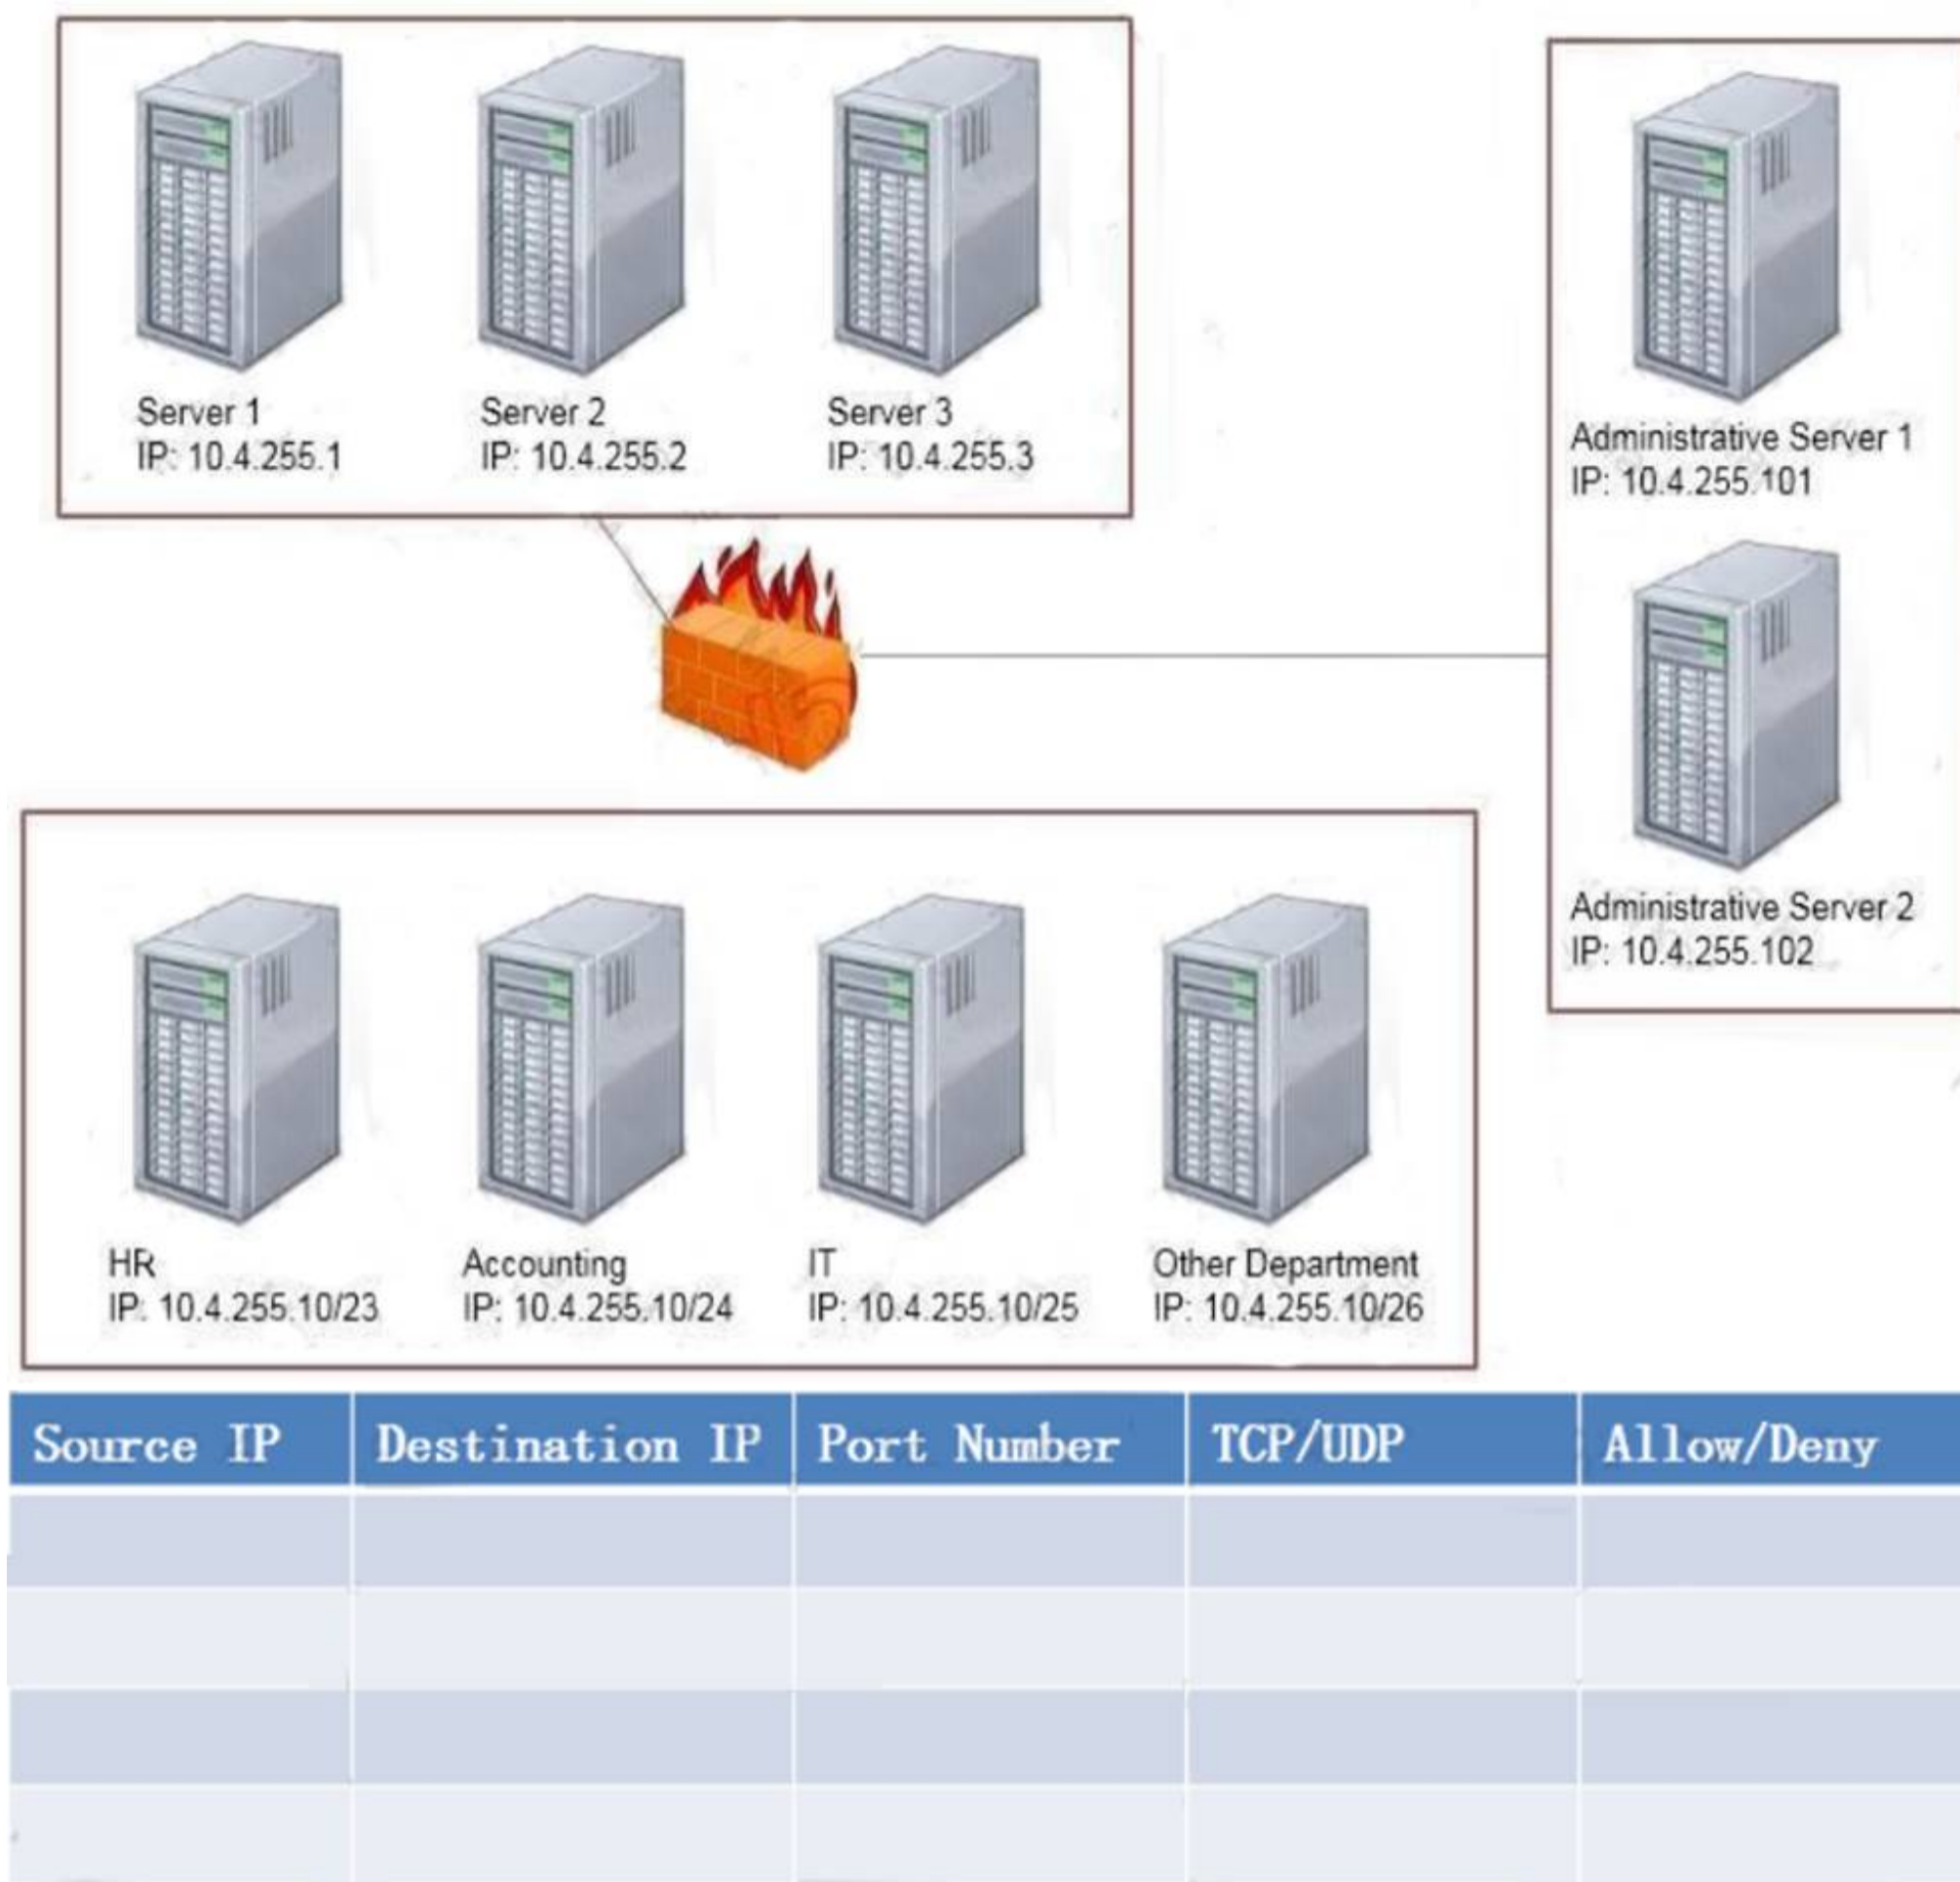 Server 1
IP: 10.4.255.1
Server 2
IP: 10.4.255.2
Server 3
IP: 10.4.255.3
Administrative Server 1
IP: 10.4.255.101
Administrative Server 2
IP: 10.4.255.102
HR
IP: 10.4.255.10/23
Accounting
IP: 10.4.255.10/24
IT
IP: 10.4.255.10/25
Other Department
IP: 10.4.255.10/26
Source IP Destination IP Port Number TCP/UDP Allow/Deny